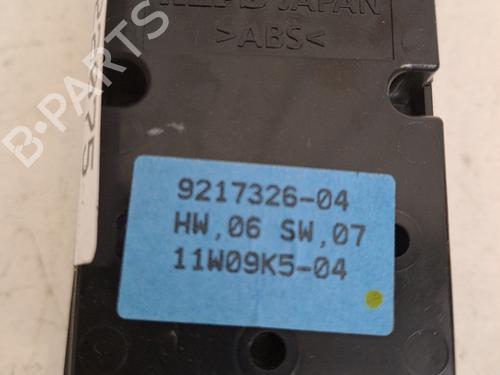 JAPAN
>ABS<
B-PARTS
9217326-04
HW,06 SW,07
11W09K5-04